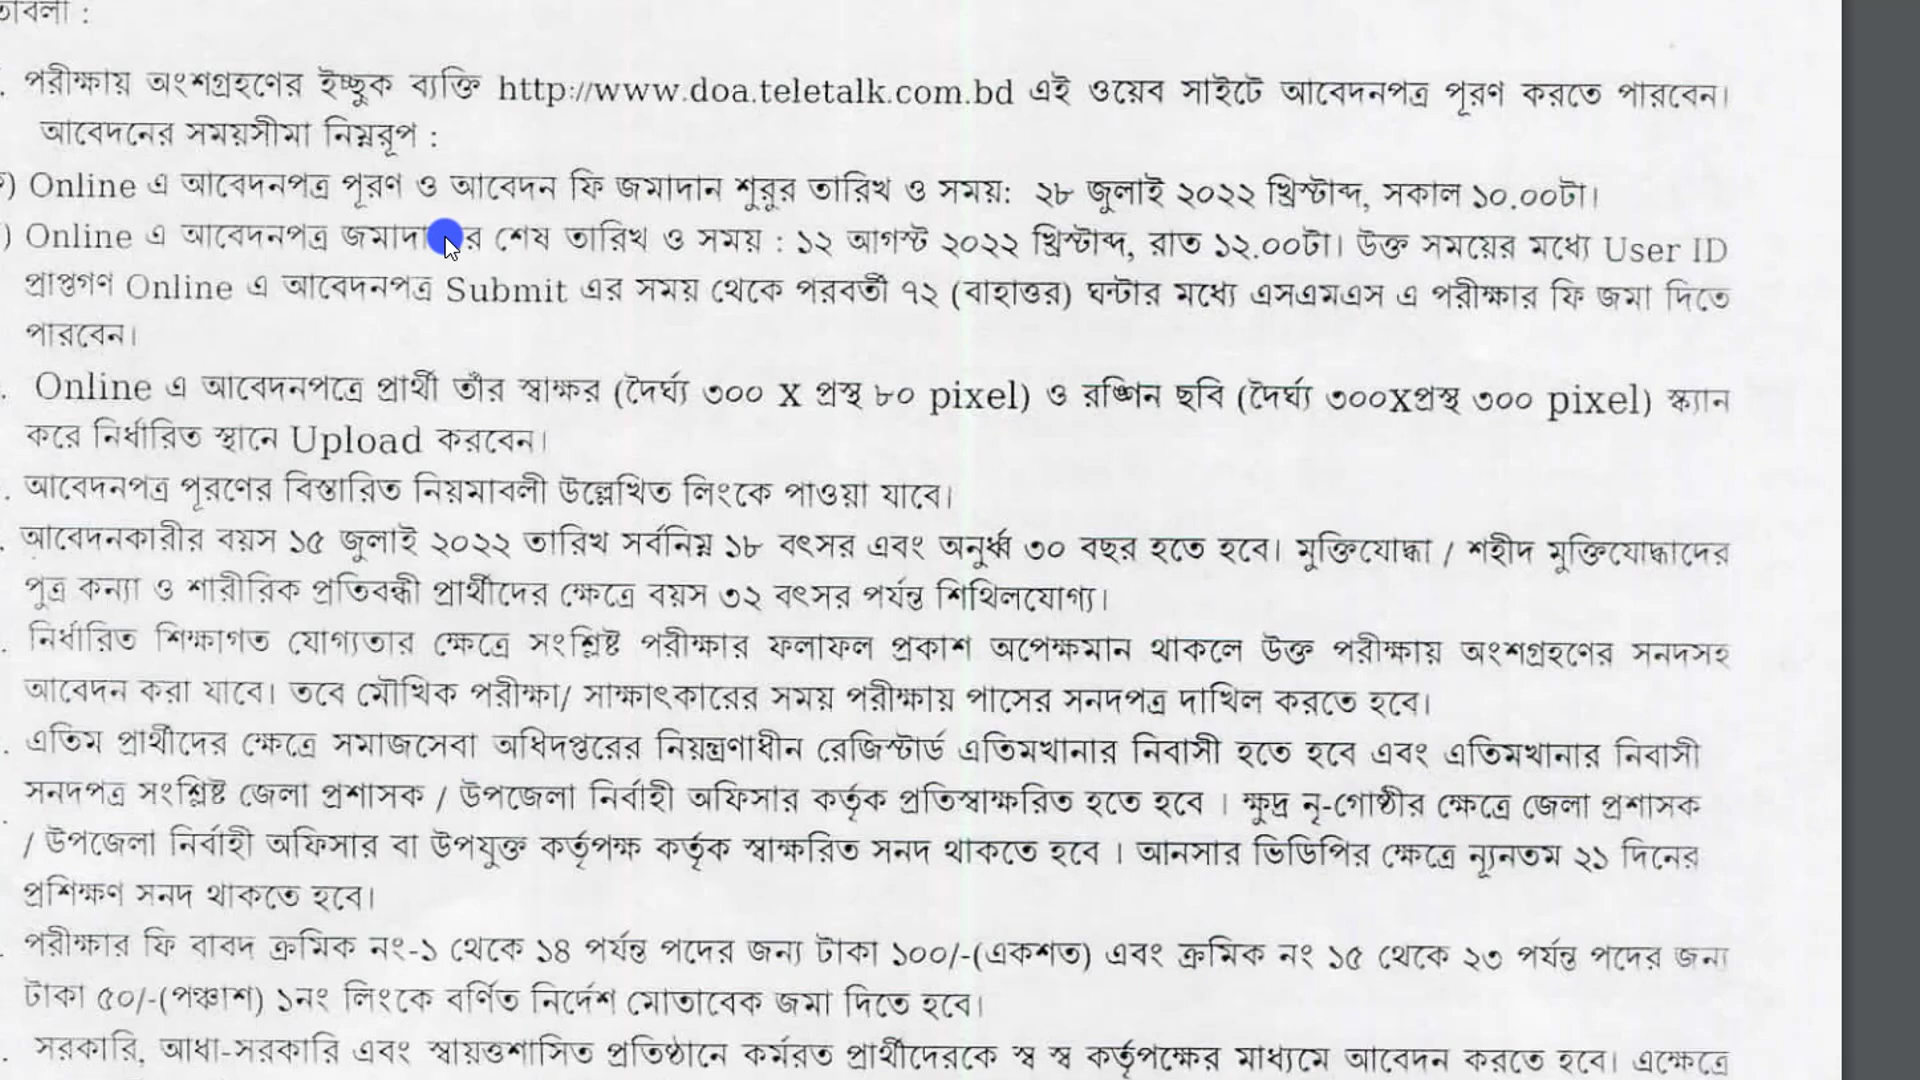 তাবলী :
. পরীক্ষায় অংশগ্রহণের ইচ্ছুক ব্যক্তি http://www.doa.teletalk.com.bd এই ওয়েব সাইটে আবেদনপত্র পূরণ করতে পারবেন।
আবেদনের সময়সীমা নিম্নরূপ :
) Online এ আবেদনপত্র পূরণ ও আবেদন ফি জমাদান শুরুর তারিখ ও সময়: ২৮ জুলাই ২০২২ খ্রিস্টাব্দ, সকাল ১০.০০টা।
) Online এ আবেদনপত্র জমাদা র শেষ তারিখ ও সময় : ১২ আগস্ট ২০২২ খ্রিস্টাব্দ, রাত ১২.০০টা। উক্ত সময়ের মধ্যে User ID
প্রাপ্তগণ Online এ আবেদনপত্র Submit এর সময় থেকে পরবর্তী ৭২ (বাহাত্তর) ঘন্টার মধ্যে এসএমএস এ পরীক্ষার ফি জমা দিতে
পারবেন।
. Online এ আবেদনপত্রে প্রার্থী তাঁর স্বাক্ষর (দৈর্ঘ্য ৩০০ X প্রস্থ ৮০ pixel) ও রঙ্গিন ছবি (দৈর্ঘ্য ৩০০Xপ্রস্থ ৩০০ pixel) স্ক্যান
করে নির্ধারিত স্থানে Upload করবেন।
. আবেদনপত্র পূরণের বিস্তারিত নিয়মাবলী উল্লেখিত লিংকে পাওয়া যাবে।
. আবেদনকারীর বয়স ১৫ জুলাই ২০২২ তারিখ সর্বনিম্ন ১৮ বৎসর এবং অনুর্ধ্ব ৩০ বছর হতে হবে। মুক্তিযোদ্ধা / শহীদ মুক্তিযোদ্ধাদের
পুত্র কন্যা ও শারীরিক প্রতিবন্ধী প্রার্থীদের ক্ষেত্রে বয়স ৩২ বৎসর পর্যন্ত শিথিলযোগ্য।
. নির্ধারিত শিক্ষাগত যোগ্যতার ক্ষেত্রে সংশ্লিষ্ট পরীক্ষার ফলাফল প্রকাশ অপেক্ষমান থাকলে উক্ত পরীক্ষায় অংশগ্রহণের সনদসহ
আবেদন করা যাবে। তবে মৌখিক পরীক্ষা/ সাক্ষাৎকারের সময় পরীক্ষায় পাসের সনদপত্র দাখিল করতে হবে।
. এতিম প্রার্থীদের ক্ষেত্রে সমাজসেবা অধিদপ্তরের নিয়ন্ত্রণাধীন রেজিস্টার্ড এতিমখানার নিবাসী হতে হবে এবং এতিমখানার নিবাসী
সনদপত্র সংশ্লিষ্ট জেলা প্রশাসক / উপজেলা নির্বাহী অফিসার কর্তৃক প্রতিস্বাক্ষরিত হতে হবে । ক্ষুদ্র নৃ-গোষ্ঠীর ক্ষেত্রে জেলা প্রশাসক
/ উপজেলা নির্বাহী অফিসার বা উপযুক্ত কর্তৃপক্ষ কর্তৃক স্বাক্ষরিত সনদ থাকতে হবে । আনসার ভিডিপির ক্ষেত্রে ন্যূনতম ২১ দিনের
প্রশিক্ষণ সনদ থাকতে হবে।
. পরীক্ষার ফি বাবদ ক্রমিক নং-১ থেকে ১৪ পর্যন্ত পদের জন্য টাকা ১০০/-(একশত) এবং ক্রমিক নং ১৫ থেকে ২৩ পর্যন্ত পদের জন্য
টাকা ৫০/-(পঞ্চাশ) ১নং লিংকে বর্ণিত নির্দেশ মোতাবেক জমা দিতে হবে।
. সরকারি, আধা-সরকারি এবং স্বায়ত্তশাসিত প্রতিষ্ঠানে কর্মরত প্রার্থীদেরকে স্ব স্ব কর্তৃপক্ষের মাধ্যমে আবেদন করতে হবে। এক্ষেত্রে